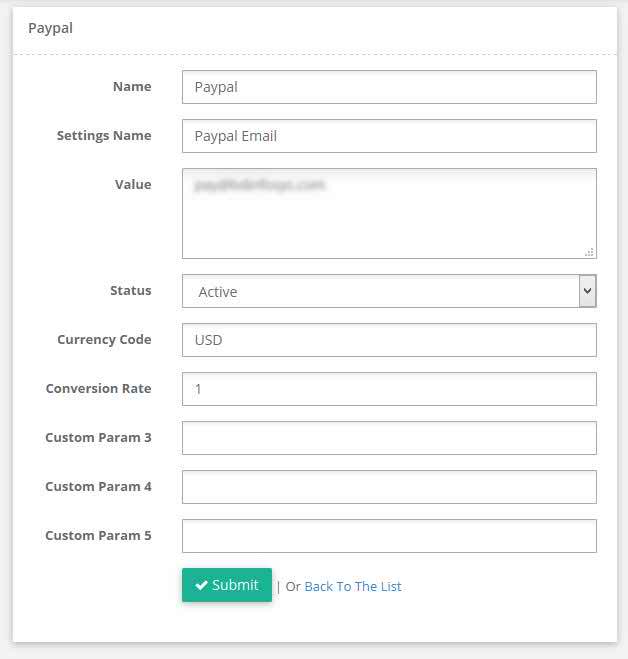 Paypal
Name Paypal
Settings Name Paypal Email
Value
Status Active
Currency Code USD
Conversion Rate 1
Custom Param 3
Custom Param 4
Custom Param 5
Submit | Or Back To The List